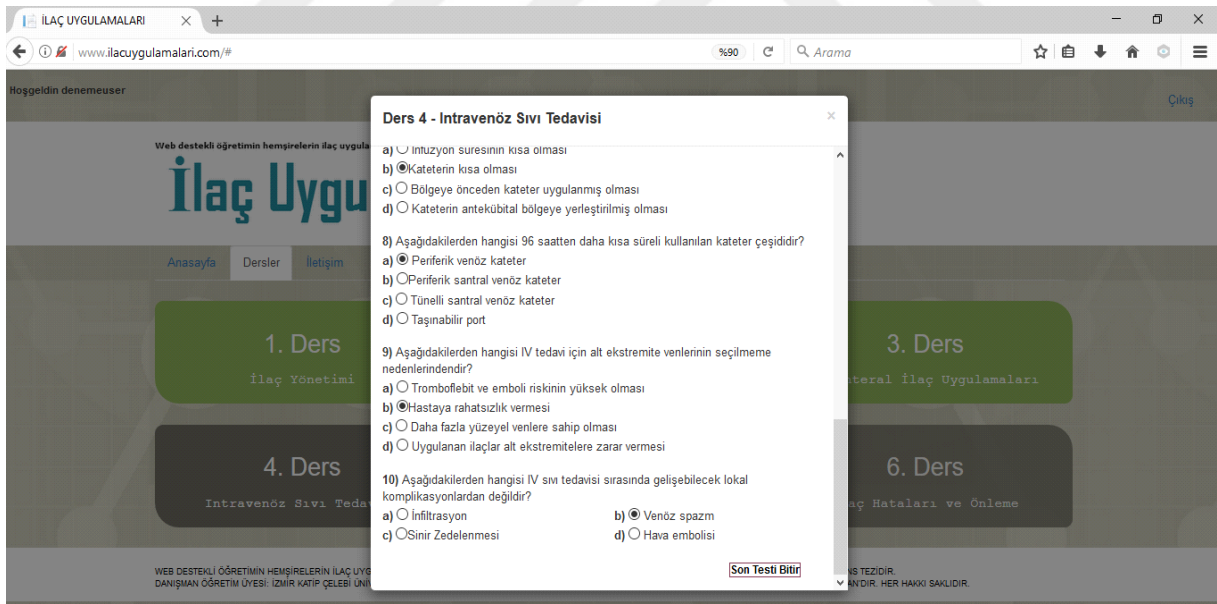 İLAÇ UYGULAMALARI
www.ilacuygulamalari.com/#
%90
Arama
Hoşgeldin denemeuser
Çıkış
Web destekli öğretimin hemşirelerin ilaç uygula
İlaç Uygu
Anasayfa Dersler İletişim
1. Ders
İlaç Yönetimi
3. Ders
nteral İlaç Uygulamaları
4. Ders
Intravenöz Sıvı Tedav
6. Ders
aç Hataları ve Önleme
Ders 4 - Intravenöz Sıvı Tedavisi
×
a) İnfüzyon süresinin kısa olması
b) Kateterin kısa olması
c) Bölgeye önceden kateter uygulanmış olması
d) Kateterin antekübital bölgeye yerleştirilmiş olması
8) Aşağıdakilerden hangisi 96 saatten daha kısa süreli kullanılan kateter çeşididir?
a) Periferik venöz kateter
b) Periferik santral venöz kateter
c) Tünelli santral venöz kateter
d) Taşınabilir port
9) Aşağıdakilerden hangisi IV tedavi için alt ekstremite venlerinin seçilmeme
nedenlerindendir?
a) Tromboflebit ve emboli riskinin yüksek olması
b) Hastaya rahatsızlık vermesi
c) Daha fazla yüzeyel venlere sahip olması
d) Uygulanan ilaçlar alt ekstremitelere zarar vermesi
10) Aşağıdakilerden hangisi IV sıvı tedavisi sırasında gelişebilecek lokal
komplikasyonlardan değildir?
a) İnfiltrasyon b) Venöz spazm
c) Sinir Zedelenmesi d) Hava embolisi
Son Testi Bitir
WEB DESTEKLİ ÖĞRETİMİN HEMŞİRELERİN İLAÇ UYG
NS TEZİDİR.
DANIŞMAN ÖĞRETİM ÜYESİ: İZMİR KATİP ÇELEBİ ÜNİV
AN'DIR. HER HAKKI SAKLIDIR.